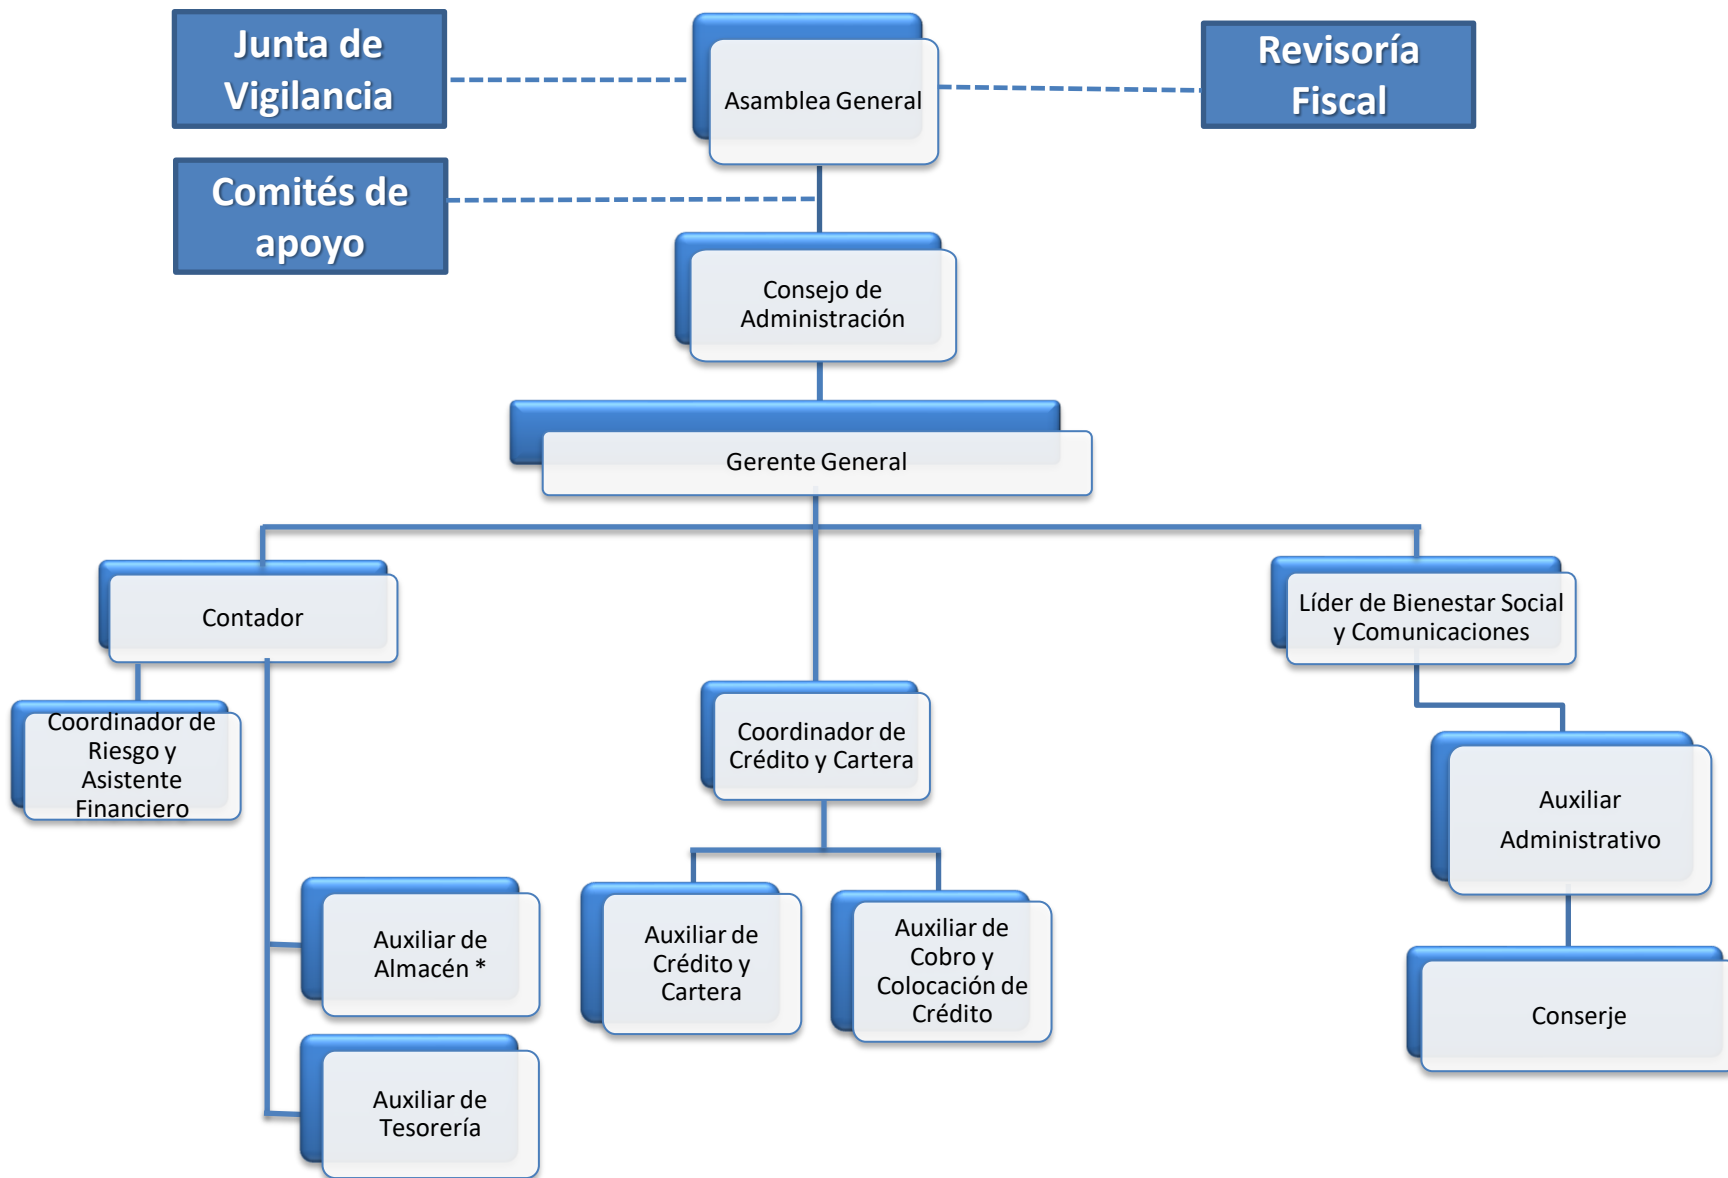 Junta de
Vigilancia
Asamblea General
Revisoría
Fiscal
Comités de
apoyo
Consejo de
Administración
Gerente General
Contador
Líder de Bienestar Social
y Comunicaciones
Coordinador de
Riesgo y
Asistente
Financiero
Coordinador de
Crédito y Cartera
Auxiliar
Administrativo
Auxiliar de
Almacén *
Auxiliar de
Crédito y
Cartera
Auxiliar de
Cobro y
Colocación de
Crédito
Conserje
Auxiliar de
Tesorería